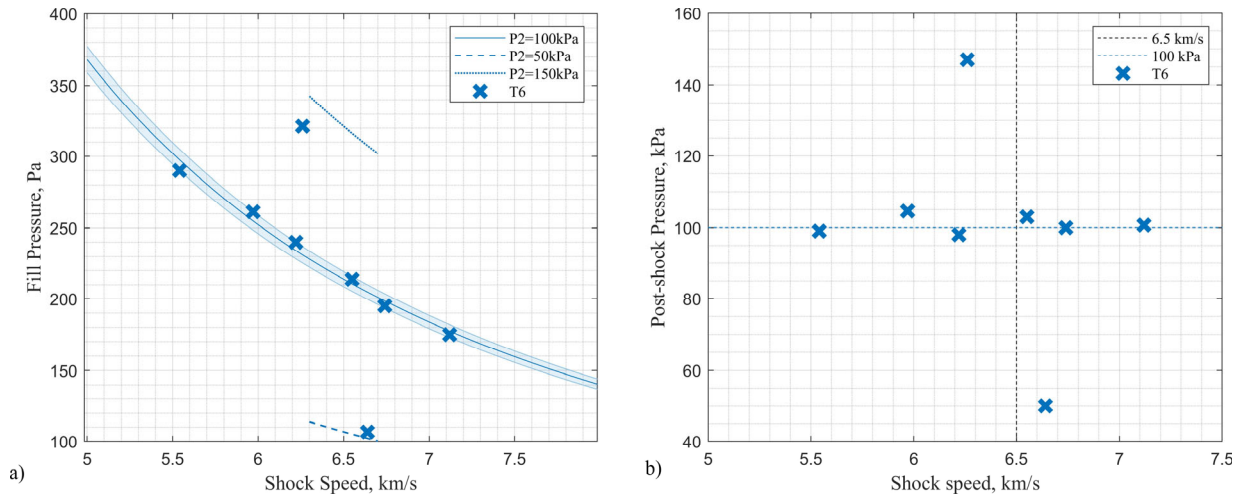 400
350
300
250
200
150
100
Fill Pressure, Pa
5
5.5
6
6.5
7
7.5
Shock Speed, km/s
P2=100kPa
P2=50kPa
P2=150kPa
T6
a)
160
140
120
100
80
60
40
Post-shock Pressure, kPa
5
5.5
6
6.5
7
7.5
Shock speed, km/s
6.5 km/s
100 kPa
T6
b)